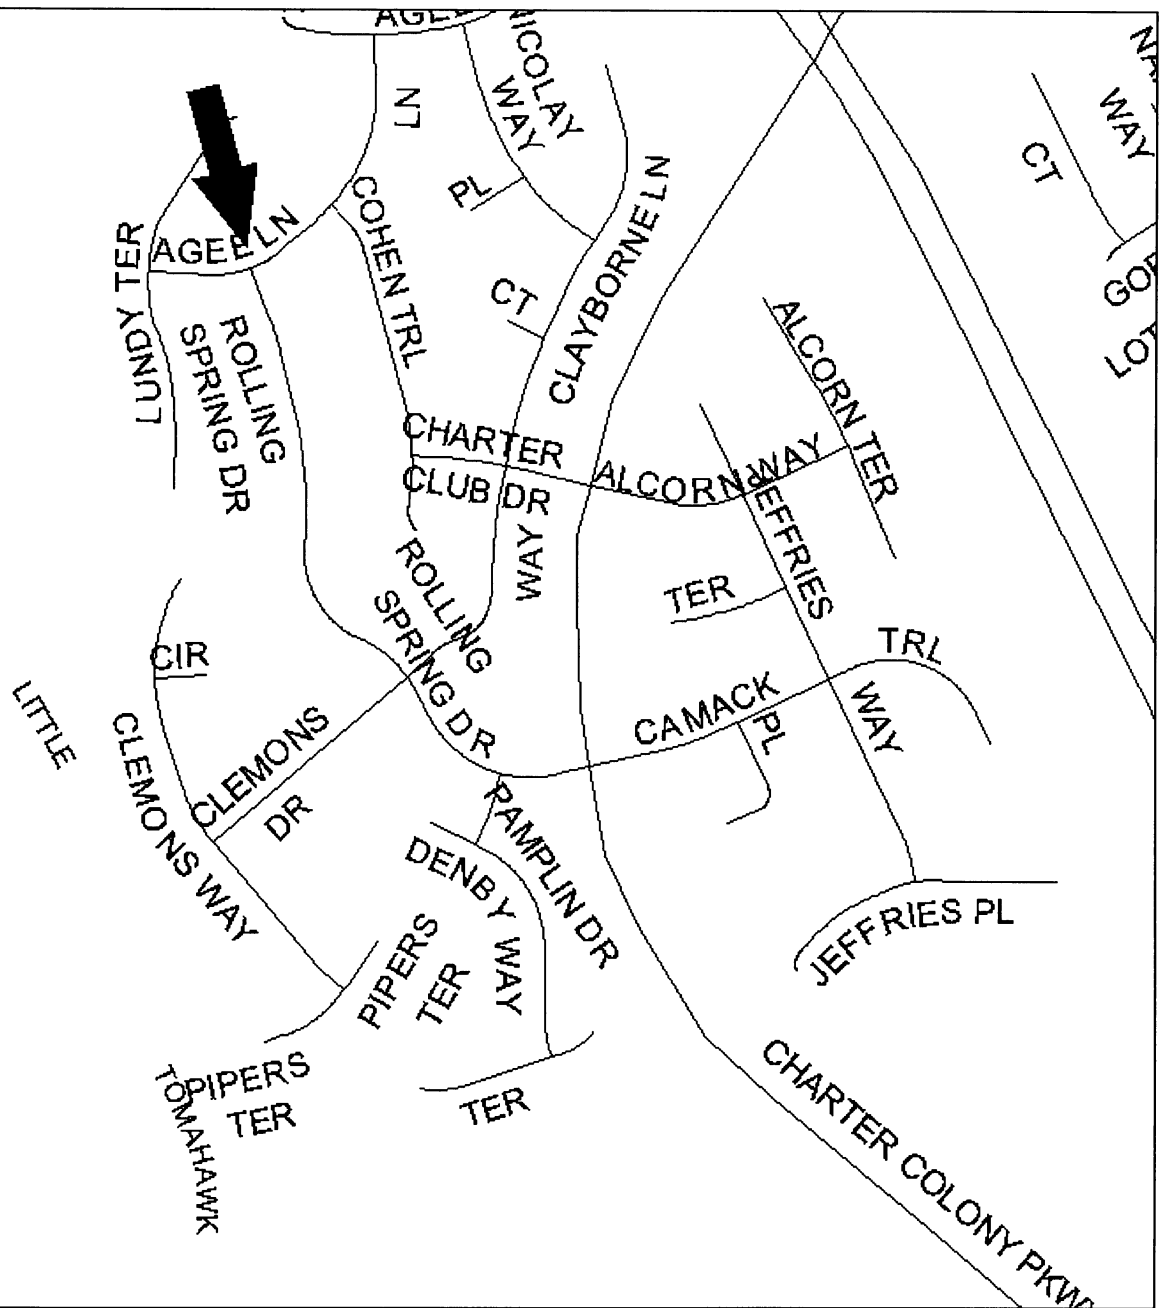 AGEE
LN
NICOLAY
WAY
PL
WAY
CT
COHEN TRL
CLAYBORNE LN
AGEE LN
LUNDY TER
ROLLING
SPRING DR
CT
ALCORN TER
CHARTER
CLUB DR
ALCORN WAY
JEFFRIES
WAY
ROLLING
SPRING DR
TER
TRL
CIR
LITTLE
CAMACK
PL
WAY
CLEMONS
DR
CLEMONS WAY
PAMPLIN DR
DENBY WAY
PIPERS
TER
JEFFRIES PL
PIPERS
TER
TOMAHAWK
TER
CHARTER COLONY PKWY